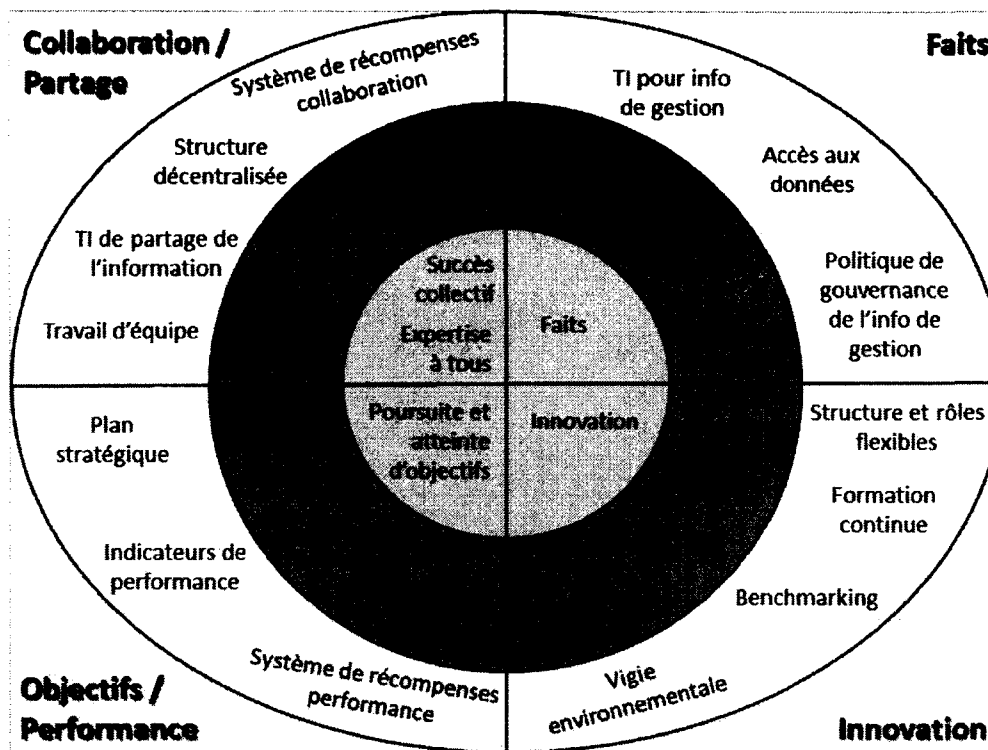 Collaboration /
Partage
Système de récompenses
collaboration
Structure
décentralisée
TI de partage de
l'information
Travail d'équipe
Faits
TI pour info
de gestion
Accès aux
données
Politique de
gouvernance
de l'info de
gestion
Succès
collectif
Expertise
à tous
Faits
Poursuite et
atteinte
d'objectifs
Innovation
Plan
stratégique
Indicateurs de
performance
Système de récompenses
performance
Objectifs /
Performance
Structure et rôles
flexibles
Formation
continue
Benchmarking
Vigie
environnementale
Innovation